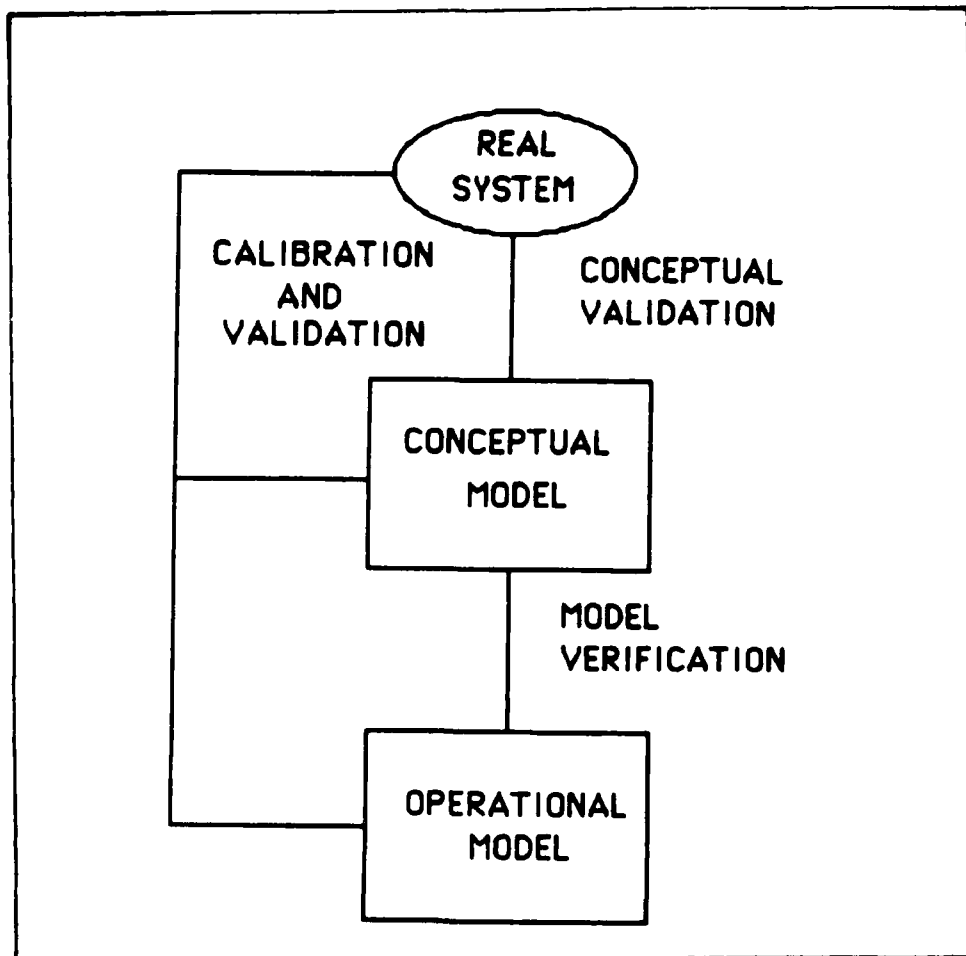 REAL
SYSTEM
CALIBRATION
AND
VALIDATION
CONCEPTUAL
VALIDATION
CONCEPTUAL
MODEL
MODEL
VERIFICATION
OPERATIONAL
MODEL